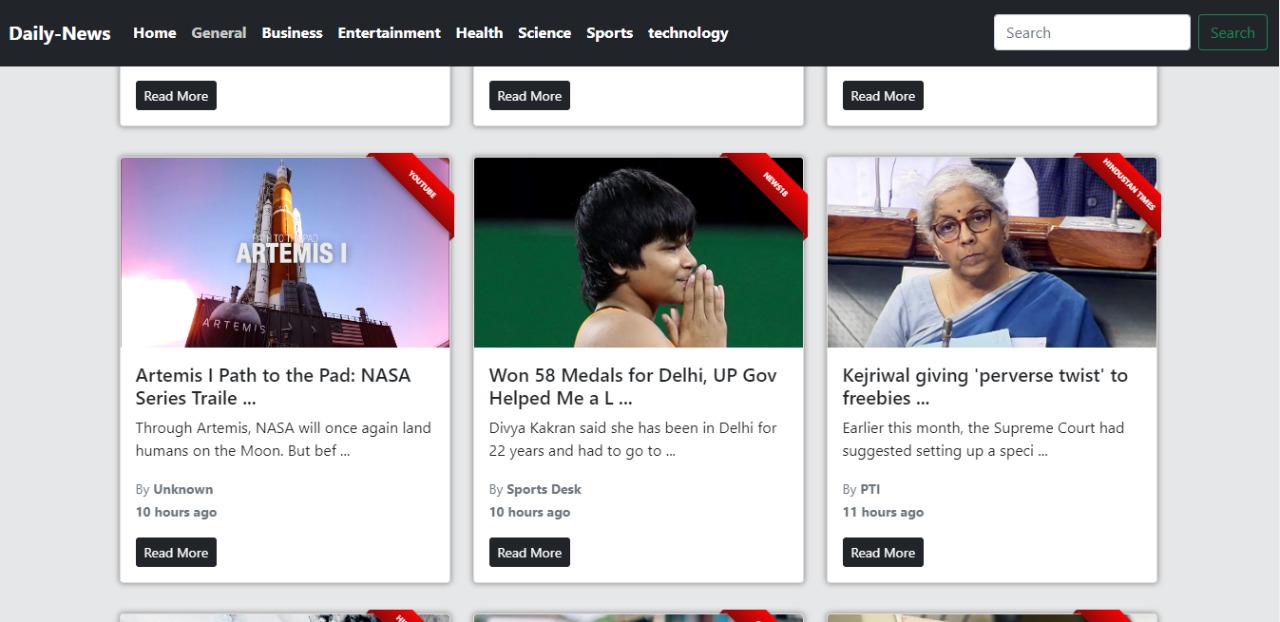 Daily-News Home General Business Entertainment Health Science Sports technology Search Search
Read More Read More Read More
YOUTUBE
PATH TO THE PAD
ARTEMIS I
ARTEMIS
NEWS18
HINDUSTAN TIMES
Artemis I Path to the Pad: NASA
Series Traile ...
Through Artemis, NASA will once again land
humans on the Moon. But bef ...
By Unknown
10 hours ago
Read More
Won 58 Medals for Delhi, UP Gov
Helped Me a L ...
Divya Kakran said she has been in Delhi for
22 years and had to go to ...
By Sports Desk
10 hours ago
Read More
Kejriwal giving 'perverse twist' to
freebies ...
Earlier this month, the Supreme Court had
suggested setting up a speci ...
By PTI
11 hours ago
Read More